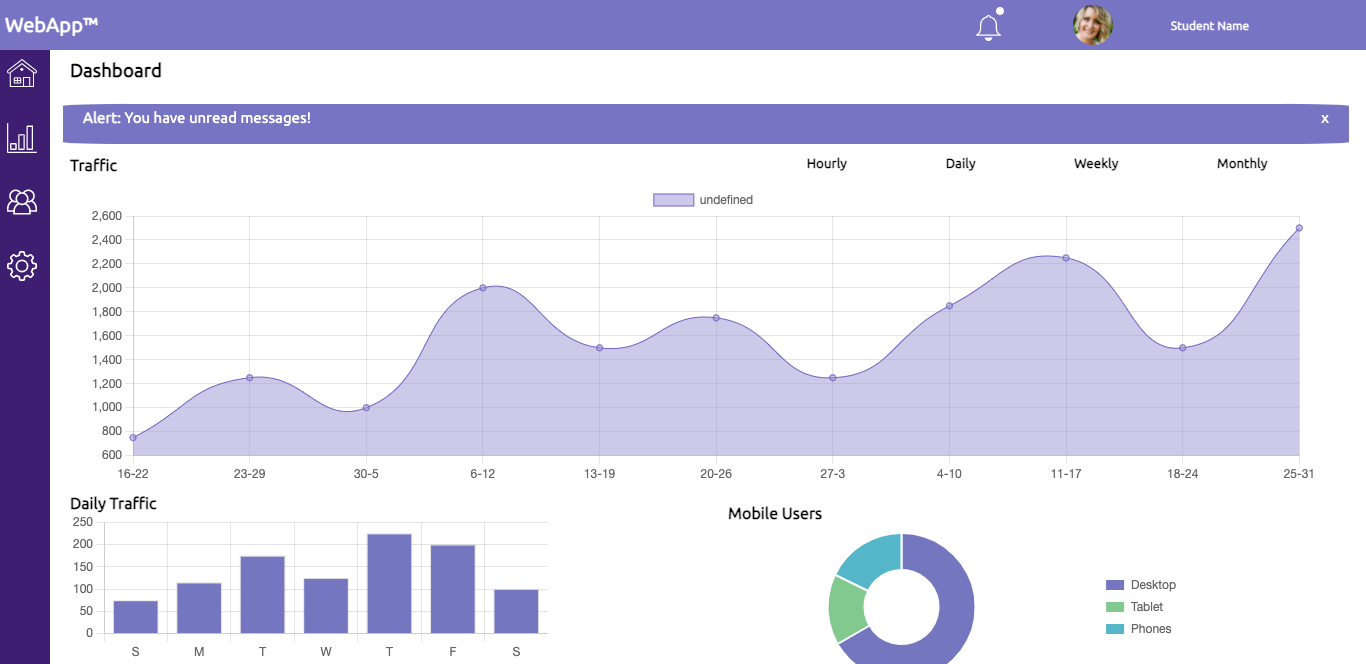 WebApp™
Student Name
Dashboard
Alert: You have unread messages!
x
Traffic
Hourly
Daily
Weekly
Monthly
undefined
2,600
2,400
2,200
2,000
1,800
1,600
1,400
1,200
1,000
800
600
16-22
23-29
30-5
6-12
13-19
20-26
27-3
4-10
11-17
18-24
25-31
Daily Traffic
250
200
150
100
50
0
S
M
T
W
T
F
S
Mobile Users
Desktop
Tablet
Phones